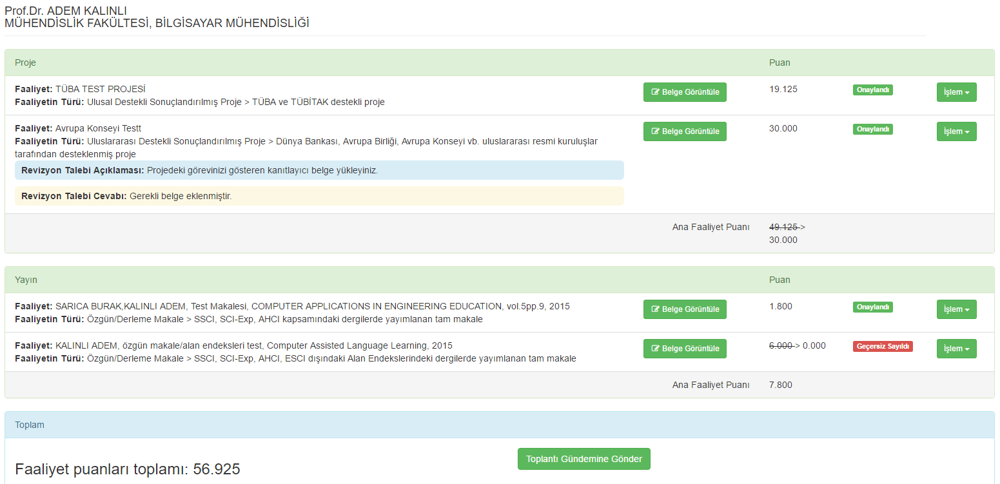 Prof.Dr. ADEM KALINLI
MÜHENDİSLİK FAKÜLTESİ, BİLGİSAYAR MÜHENDİSLİĞİ
Proje Puan
Faaliyet: TÜBA TEST PROJESİ Belge Görüntüle 19.125 Onaylandı İşlem
Faaliyetin Türü: Ulusal Destekli Sonuçlandırılmış Proje > TÜBA ve TÜBİTAK destekli proje
Faaliyet: Avrupa Konseyi Testt Belge Görüntüle 30.000 Onaylandı İşlem
Faaliyetin Türü: Uluslararası Destekli Sonuçlandırılmış Proje > Dünya Bankası, Avrupa Birliği, Avrupa Konseyi vb. uluslararası resmi kuruluşlar
tarafından desteklenmiş proje
Revizyon Talebi Açıklaması: Projedeki görevinizi gösteren kanıtlayıcı belge yükleyiniz.
Revizyon Talebi Cevabı: Gerekli belge eklenmiştir.
Ana Faaliyet Puanı 49.125 ->
30.000
Yayın Puan
Faaliyet: SARICA BURAK,KALINLI ADEM, Test Makalesi, COMPUTER APPLICATIONS IN ENGINEERING EDUCATION, vol.5pp.9, 2015 Belge Görüntüle 1.800 Onaylandı İşlem
Faaliyetin Türü: Özgün/Derleme Makale > SSCI, SCI-Exp, AHCI kapsamındaki dergilerde yayımlanan tam makale
Faaliyet: KALINLI ADEM, özgün makale/alan endeksleri test, Computer Assisted Language Learning, 2015 Belge Görüntüle 6.000 -> 0.000 Geçersiz Sayıldı İşlem
Faaliyetin Türü: Özgün/Derleme Makale > SSCI, SCI-Exp, AHCI, ESCI dışındaki Alan Endekslerindeki dergilerde yayımlanan tam makale
Ana Faaliyet Puanı 7.800
Toplam
Toplantı Gündemine Gönder
Faaliyet puanları toplamı: 56.925